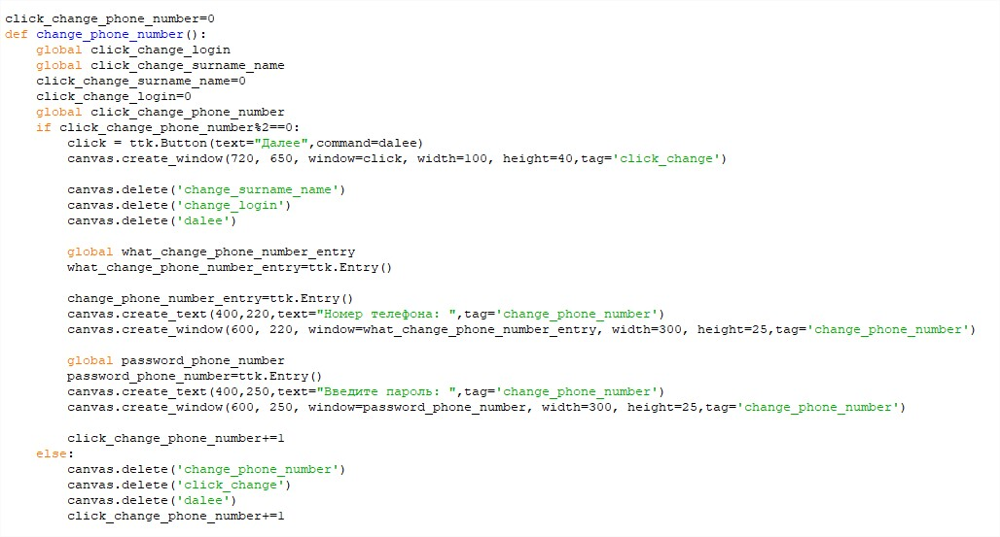 click_change_phone_number=0
def change_phone_number():
    global click_change_login
    global click_change_surname_name
    click_change_surname_name=0
    click_change_login=0
    global click_change_phone_number
    if click_change_phone_number%2==0:
        click = ttk.Button(text="Далее",command=dalee)
        canvas.create_window(720, 650, window=click, width=100, height=40,tag='click_change')

        canvas.delete('change_surname_name')
        canvas.delete('change_login')
        canvas.delete('dalee')

        global what_change_phone_number_entry
        what_change_phone_number_entry=ttk.Entry()

        change_phone_number_entry=ttk.Entry()
        canvas.create_text(400,220,text="Номер телефона: ",tag='change_phone_number')
        canvas.create_window(600, 220, window=what_change_phone_number_entry, width=300, height=25,tag='change_phone_number')

        global password_phone_number
        password_phone_number=ttk.Entry()
        canvas.create_text(400,250,text="Введите пароль: ",tag='change_phone_number')
        canvas.create_window(600, 250, window=password_phone_number, width=300, height=25,tag='change_phone_number')

        click_change_phone_number+=1
    else:
        canvas.delete('change_phone_number')
        canvas.delete('click_change')
        canvas.delete('dalee')
        click_change_phone_number+=1